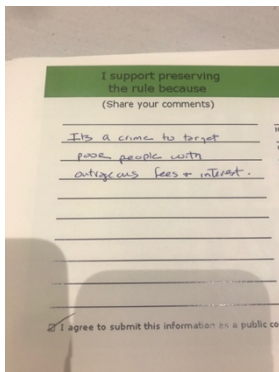 I support preserving
the rule because
(Share your comments)
Its a crime to target
poor people with
outrageous fees + interest.
I agree to submit this information as a public co